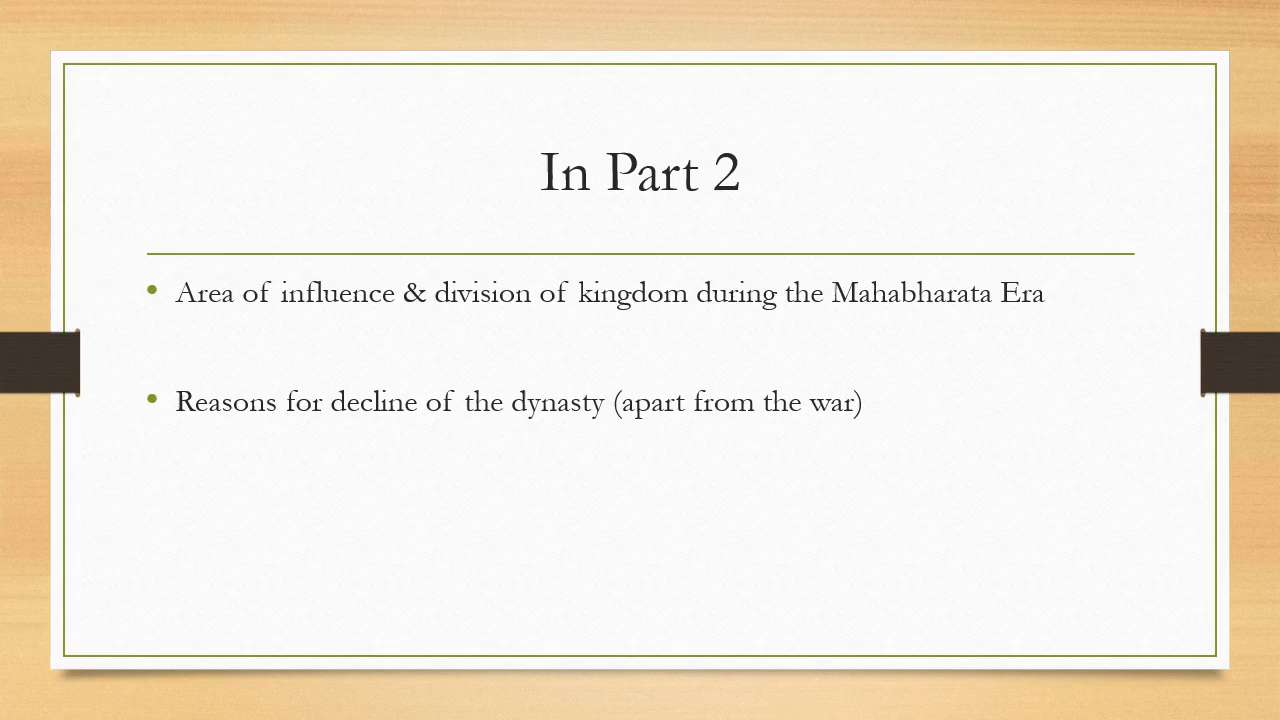 In Part 2
• Area of influence & division of kingdom during the Mahabharata Era
• Reasons for decline of the dynasty (apart from the war)